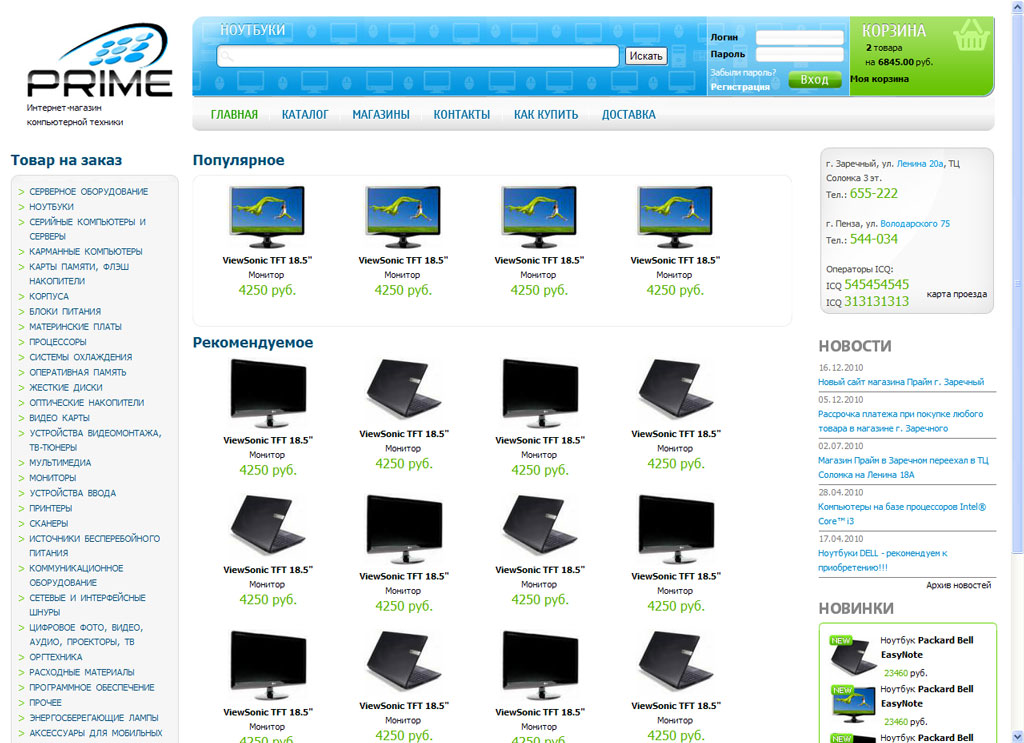 PRIME
Интернет-магазин
компьютерной техники
НОУТБУКИ
Искать
Логин
Пароль
Забыли пароль?
Регистрация
Вход
КОРЗИНА
2 товара
на 6845.00 руб.
Моя корзина
ГЛАВНАЯ КАТАЛОГ МАГАЗИНЫ КОНТАКТЫ КАК КУПИТЬ ДОСТАВКА
Товар на заказ
> СЕРВЕРНОЕ ОБОРУДОВАНИЕ
> НОУТБУКИ
> СЕРИЙНЫЕ КОМПЬЮТЕРЫ И
СЕРВЕРЫ
> КАРМАННЫЕ КОМПЬЮТЕРЫ
> КАРТЫ ПАМЯТИ, ФЛЭШ
НАКОПИТЕЛИ
> КОРПУСА
> БЛОКИ ПИТАНИЯ
> МАТЕРИНСКИЕ ПЛАТЫ
> ПРОЦЕССОРЫ
> СИСТЕМЫ ОХЛАЖДЕНИЯ
> ОПЕРАТИВНАЯ ПАМЯТЬ
> ЖЕСТКИЕ ДИСКИ
> ОПТИЧЕСКИЕ НАКОПИТЕЛИ
> ВИДЕО КАРТЫ
> УСТРОЙСТВА ВИДЕОМОНТАЖА,
ТВ-ТЮНЕРЫ
> МУЛЬТИМЕДИА
> МОНИТОРЫ
> УСТРОЙСТВА ВВОДА
> ПРИНТЕРЫ
> СКАНЕРЫ
> ИСТОЧНИКИ БЕСПЕРЕБОЙНОГО
ПИТАНИЯ
> КОММУНИКАЦИОННОЕ
ОБОРУДОВАНИЕ
> СЕТЕВЫЕ И ИНТЕРФЕЙСНЫЕ
ШНУРЫ
> ЦИФРОВОЕ ФОТО, ВИДЕО,
АУДИО, ПРОЕКТОРЫ, ТВ
> ОРГТЕХНИКА
> РАСХОДНЫЕ МАТЕРИАЛЫ
> ПРОГРАММНОЕ ОБЕСПЕЧЕНИЕ
> ПРОЧЕЕ
> ЭНЕРГОСБЕРЕГАЮЩИЕ ЛАМПЫ
> АКСЕССУАРЫ ДЛЯ МОБИЛЬНЫХ
Популярное
ViewSonic TFT 18.5" ViewSonic TFT 18.5" ViewSonic TFT 18.5" ViewSonic TFT 18.5"
Монитор Монитор Монитор Монитор
4250 руб. 4250 руб. 4250 руб. 4250 руб.
Рекомендуемое
ViewSonic TFT 18.5" ViewSonic TFT 18.5" ViewSonic TFT 18.5" ViewSonic TFT 18.5"
Монитор Монитор Монитор Монитор
4250 руб. 4250 руб. 4250 руб. 4250 руб.
ViewSonic TFT 18.5" ViewSonic TFT 18.5" ViewSonic TFT 18.5" ViewSonic TFT 18.5"
Монитор Монитор Монитор Монитор
4250 руб. 4250 руб. 4250 руб. 4250 руб.
ViewSonic TFT 18.5" ViewSonic TFT 18.5" ViewSonic TFT 18.5" ViewSonic TFT 18.5"
Монитор Монитор Монитор Монитор
4250 руб. 4250 руб. 4250 руб. 4250 руб.
г. Заречный, ул. Ленина 20а, ТЦ
Соломка 3 эт.
Тел.: 655-222
г. Пенза, ул. Володарского 75
Тел.: 544-034
Операторы ICQ:
ICQ 545454545
ICQ 313131313
карта проезда
НОВОСТИ
16.12.2010
Новый сайт магазина Прайм г. Заречный
05.12.2010
Рассрочка платежа при покупке любого
товара в магазине г. Заречного
02.07.2010
Магазин Прайм в Заречном переехал в ТЦ
Соломка на Ленина 18А
28.04.2010
Компьютеры на базе процессоров Intel®
Core™ i3
17.04.2010
Ноутбуки DELL - рекомендуем к
приобретению!!!
Архив новостей
НОВИНКИ
NEW
Ноутбук Packard Bell
EasyNote
23460 руб.
NEW
Ноутбук Packard Bell
EasyNote
23460 руб.
NEW
Ноутбук Packard Bell